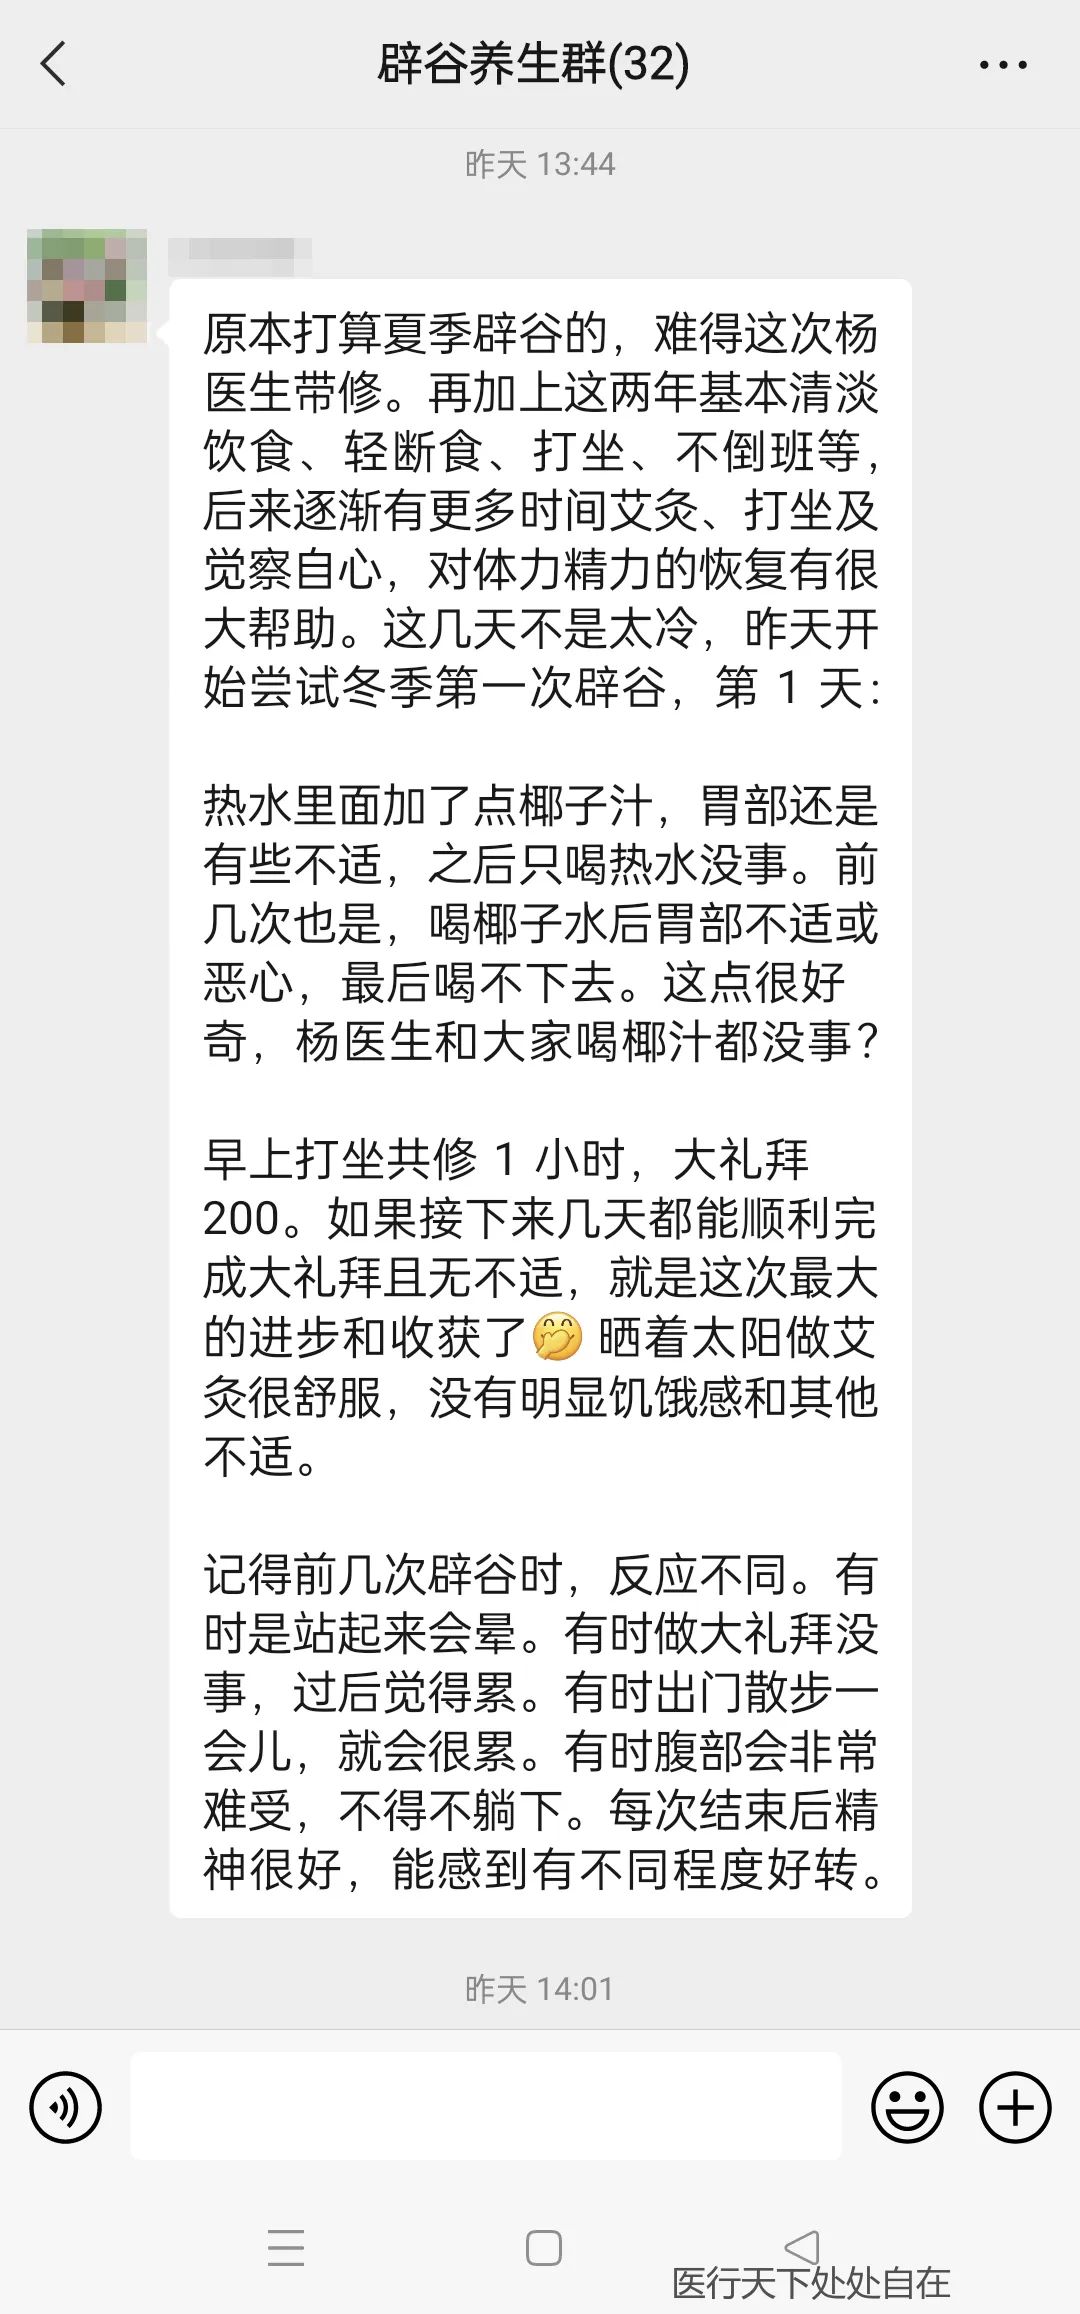 辟谷养生群(32)
昨天 13:44
原本打算夏季辟谷的，难得这次杨
医生带修。再加上这两年基本清淡
饮食、轻断食、打坐、不倒班等，
后来逐渐有更多时间艾灸、打坐及
觉察自心，对体力精力的恢复有很
大帮助。这几天不是太冷，昨天开
始尝试冬季第一次辟谷，第 1 天：
热水里面加了点椰子汁，胃部还是
有些不适，之后只喝热水没事。前
几次也是，喝椰子水后胃部不适或
恶心，最后喝不下去。这点很好
奇，杨医生和大家喝椰汁都没事？
早上打坐共修 1 小时，大礼拜
200。如果接下来几天都能顺利完
成大礼拜且无不适，就是这次最大
的进步和收获了🤭 晒着太阳做艾
灸很舒服，没有明显饥饿感和其他
不适。
记得前几次辟谷时，反应不同。有
时是站起来会晕。有时做大礼拜没
事，过后觉得累。有时出门散步一
会儿，就会很累。有时腹部会非常
难受，不得不躺下。每次结束后精
神很好，能感到有不同程度好转。
昨天 14:01
医行天下处处自在